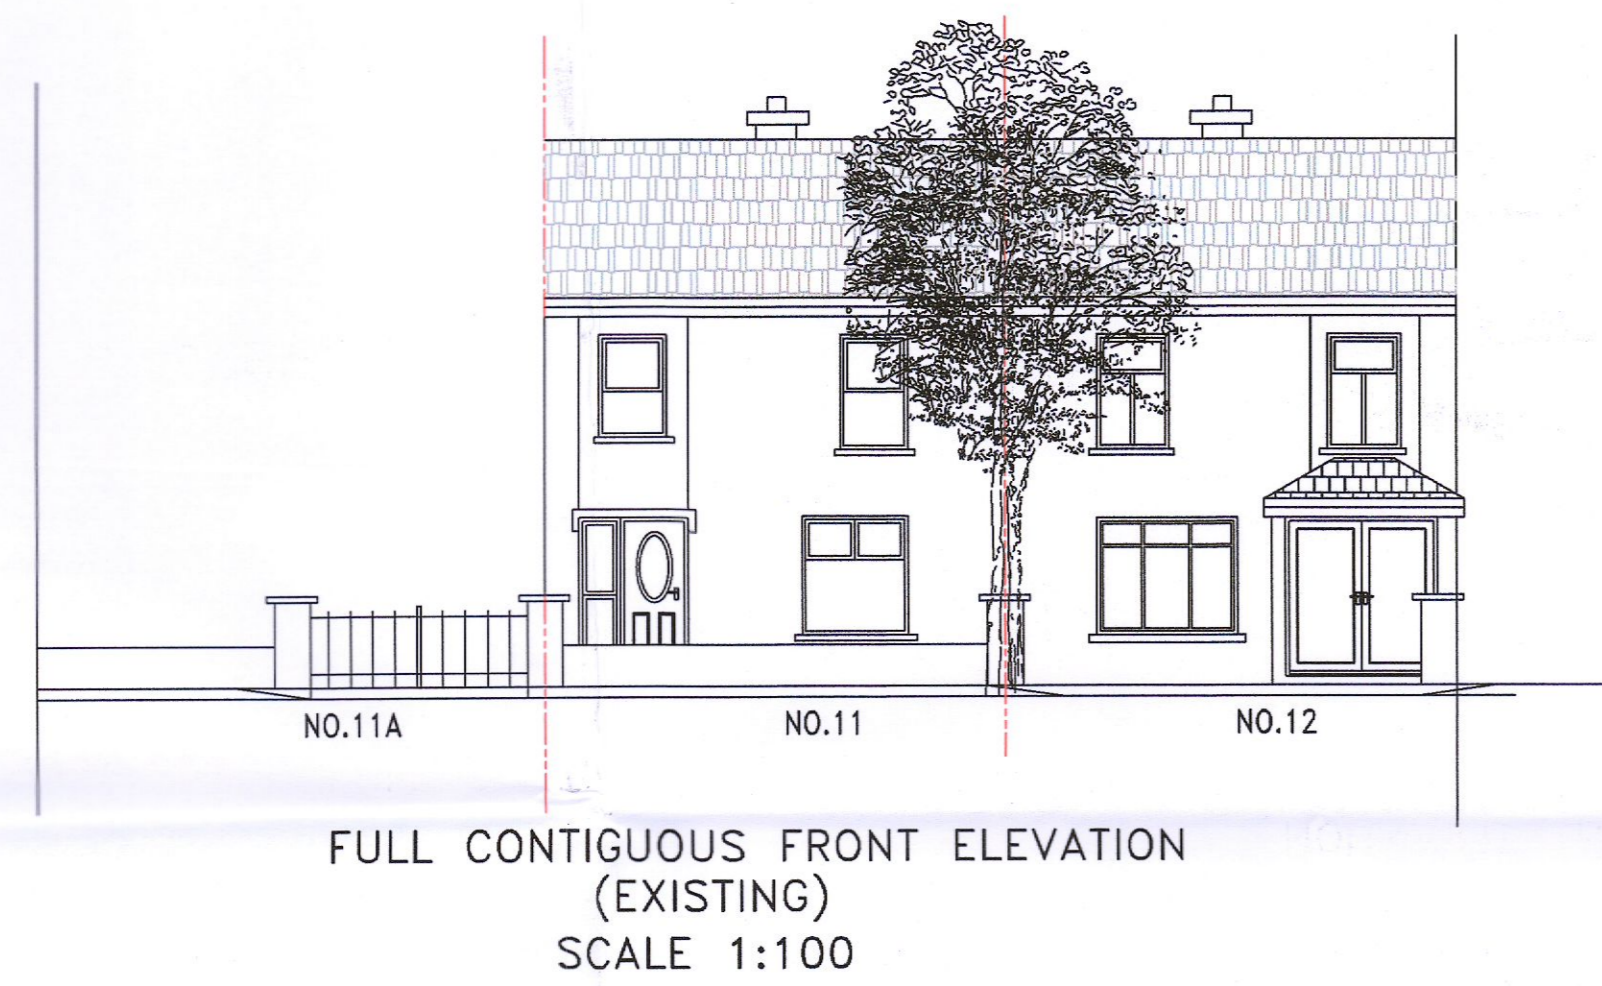 NO.11A
NO.11
NO.12
FULL CONTIGUOUS FRONT ELEVATION
(EXISTING)
SCALE 1:100